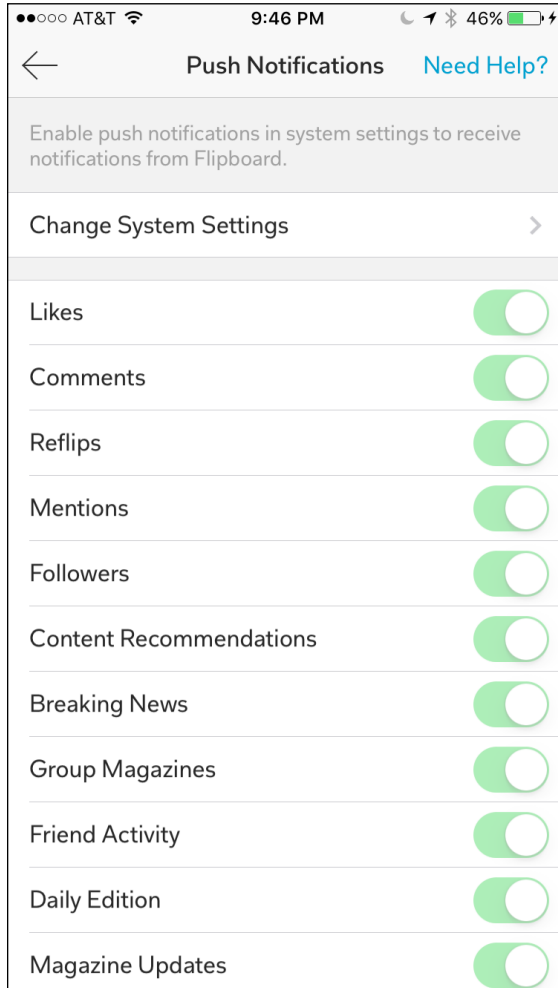 AT&T 9:46 PM 46%
Push Notifications Need Help?
Enable push notifications in system settings to receive
notifications from Flipboard.
Change System Settings
Likes
Comments
Reflips
Mentions
Followers
Content Recommendations
Breaking News
Group Magazines
Friend Activity
Daily Edition
Magazine Updates